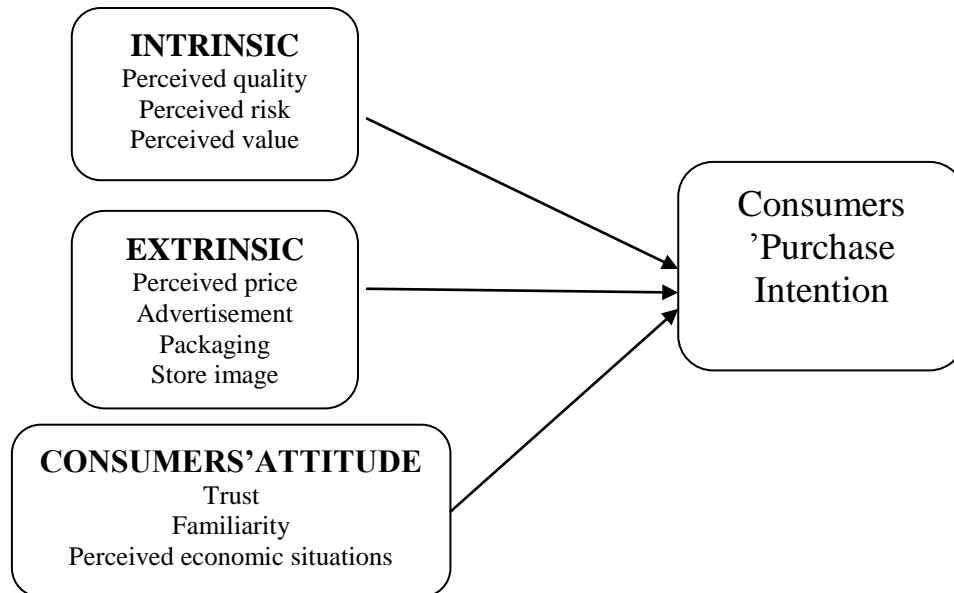 INTRINSIC
Perceived quality
Perceived risk
Perceived value
EXTRINSIC
Perceived price
Advertisement
Packaging
Store image
CONSUMERS’ATTITUDE
Trust
Familiarity
Perceived economic situations
Consumers
’Purchase
Intention